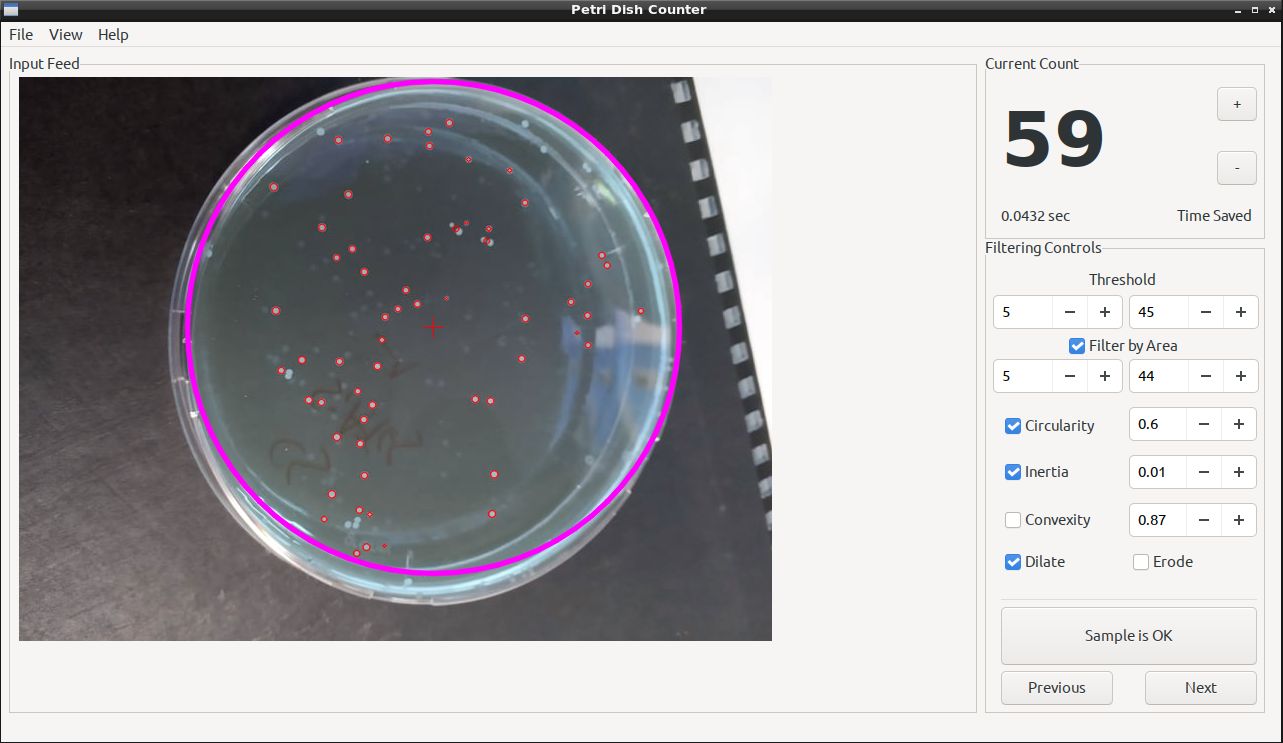 Petri Dish Counter
File View Help
Input Feed
Current Count
59
+
-
0.0432 sec Time Saved
Filtering Controls
Threshold
5 − + 45 − +
Filter by Area
5 − + 44 − +
Circularity 0.6 − +
Inertia 0.01 − +
Convexity 0.87 − +
Dilate Erode
Sample is OK
Previous Next